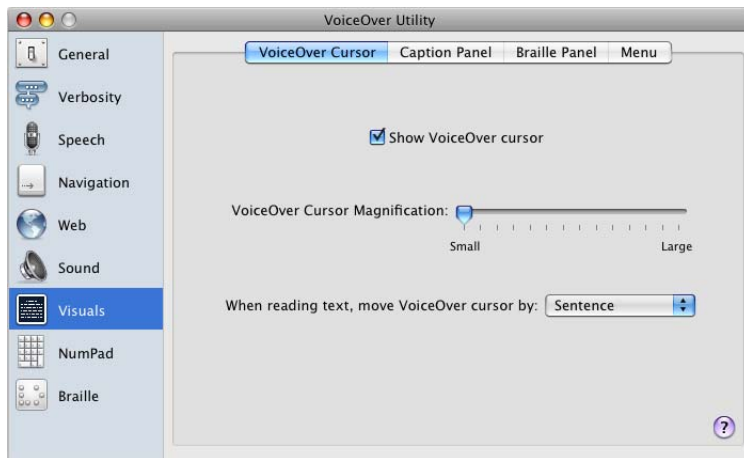 VoiceOver Utility
General
Verbosity
Speech
Navigation
Web
Sound
Visuals
NumPad
Braille
VoiceOver Cursor Caption Panel Braille Panel Menu
Show VoiceOver cursor
VoiceOver Cursor Magnification:
Small Large
When reading text, move VoiceOver cursor by: Sentence
?